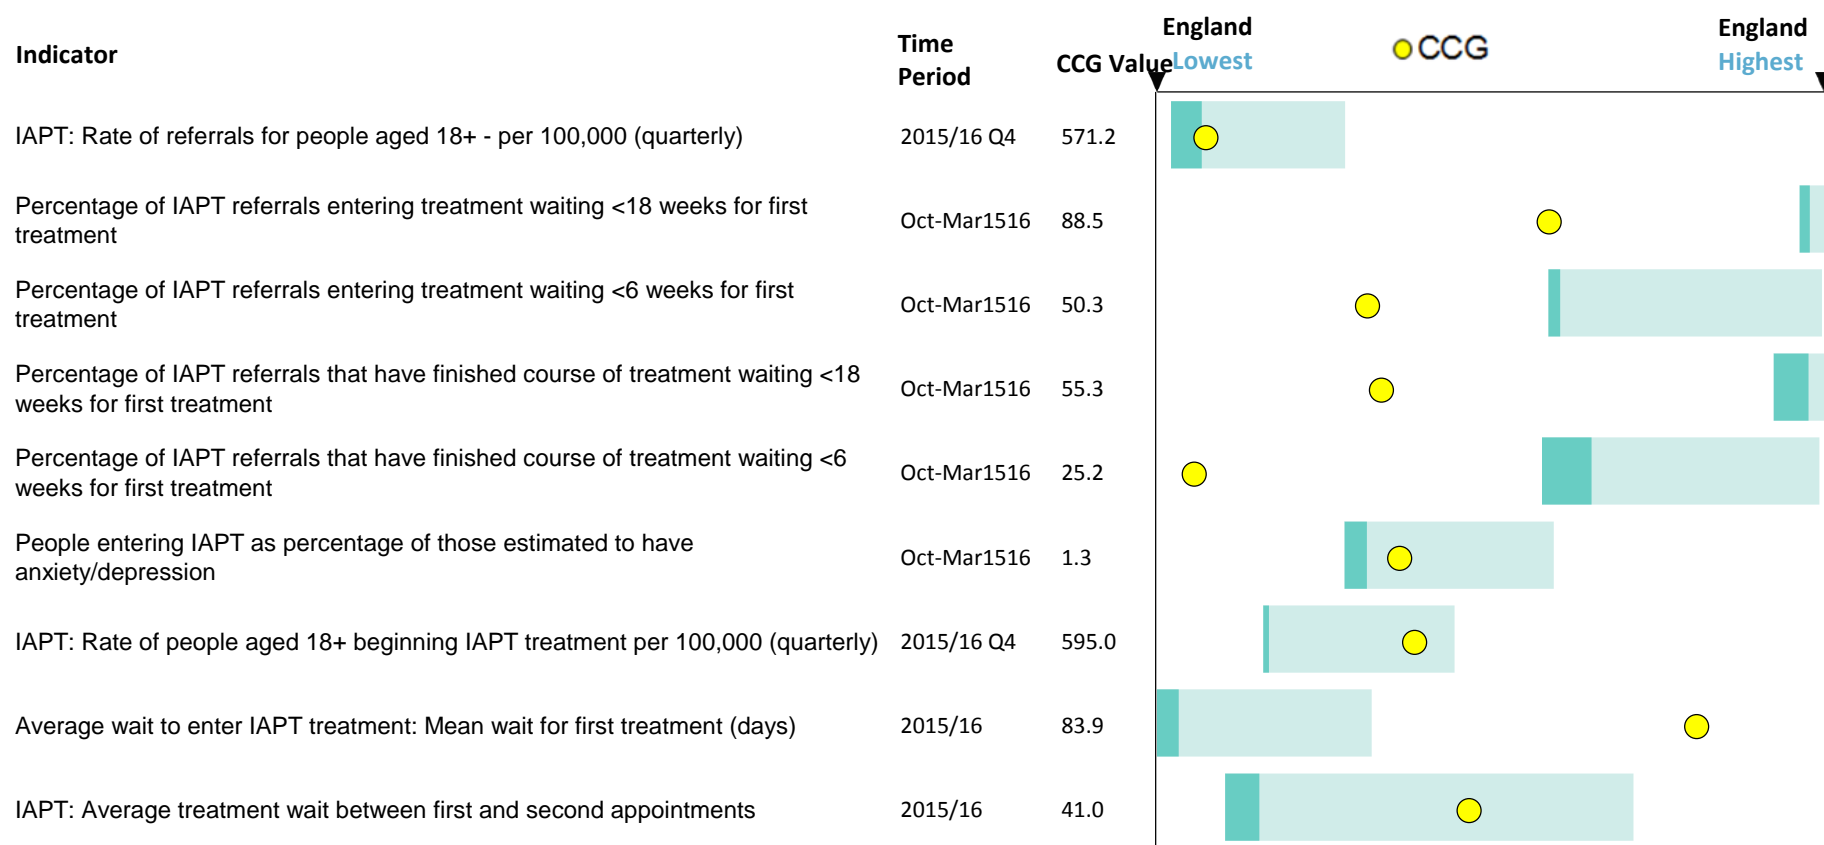 Indicator
Time
Period
CCG Value
England
Lowest
CCG
England
Highest
IAPT: Rate of referrals for people aged 18+ - per 100,000 (quarterly) 2015/16 Q4 571.2
Percentage of IAPT referrals entering treatment waiting <18 weeks for first
treatment
Oct-Mar1516 88.5
Percentage of IAPT referrals entering treatment waiting <6 weeks for first
treatment
Oct-Mar1516 50.3
Percentage of IAPT referrals that have finished course of treatment waiting <18
weeks for first treatment
Oct-Mar1516 55.3
Percentage of IAPT referrals that have finished course of treatment waiting <6
weeks for first treatment
Oct-Mar1516 25.2
People entering IAPT as percentage of those estimated to have
anxiety/depression
Oct-Mar1516 1.3
IAPT: Rate of people aged 18+ beginning IAPT treatment per 100,000 (quarterly) 2015/16 Q4 595.0
Average wait to enter IAPT treatment: Mean wait for first treatment (days) 2015/16 83.9
IAPT: Average treatment wait between first and second appointments 2015/16 41.0